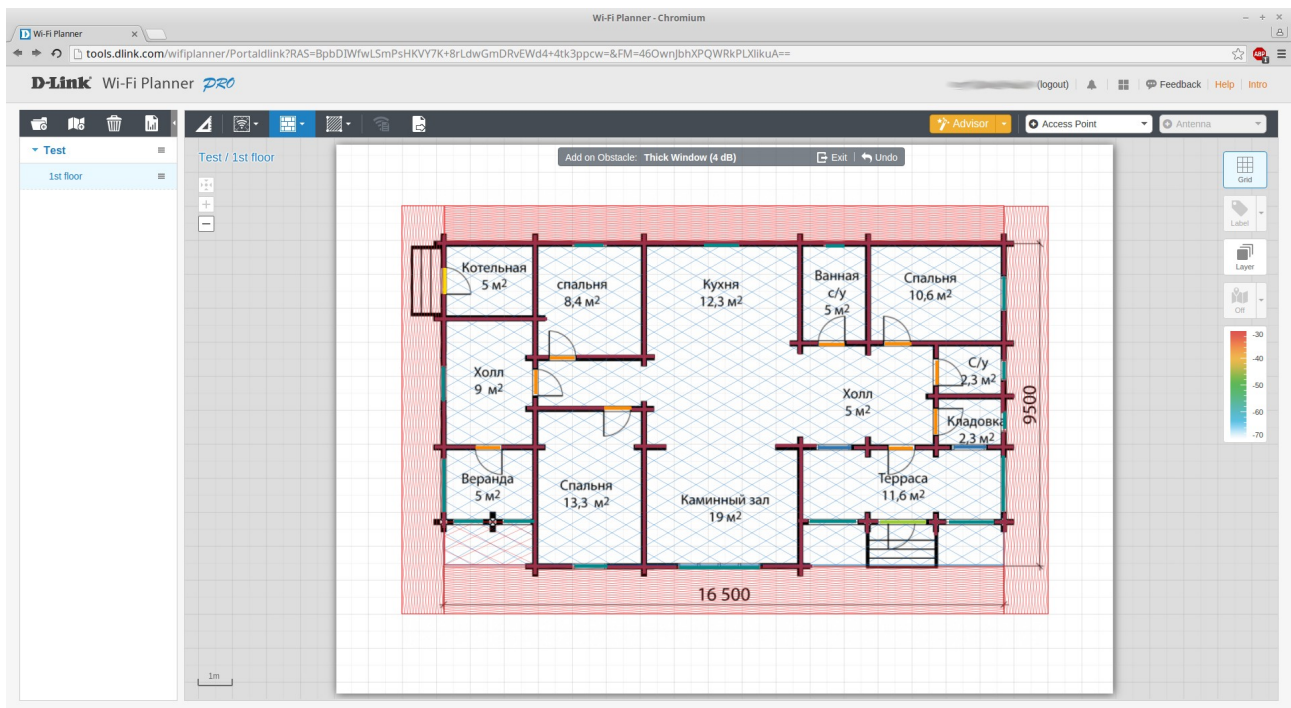 Wi-Fi Planner - Chromium
Wi-Fi Planner
tools.dlink.com/wifiplanner/Portaldlink?RAS=BpbDIWfwLSmPsHKVY7K+8rLdwGmDRvEWd4+4tk3ppcw=&FM=46OwnJbhXPQWRkPLXIikuA==
ABP
D-Link Wi-Fi Planner PRO
(logout) Feedback Help Intro
Advisor Access Point Antenna
Test
1st floor
Test / 1st floor
Add on Obstacle: Thick Window (4 dB) Exit Undo
Grid
Label
Layer
Off
-30
-40
-50
-60
-70
Котельная
5 м2
спальня
8,4 м2
Кухня
12,3 м2
Ванная
с/у
5 м2
Спальня
10,6 м2
Холл
9 м2
Холл
5 м2
С/у
2,3 м2
Кладовка
2,3 м2
9500
Веранда
5 м2
Спальня
13,3 м2
Каминный зал
19 м2
Терраса
11,6 м2
16 500
1m